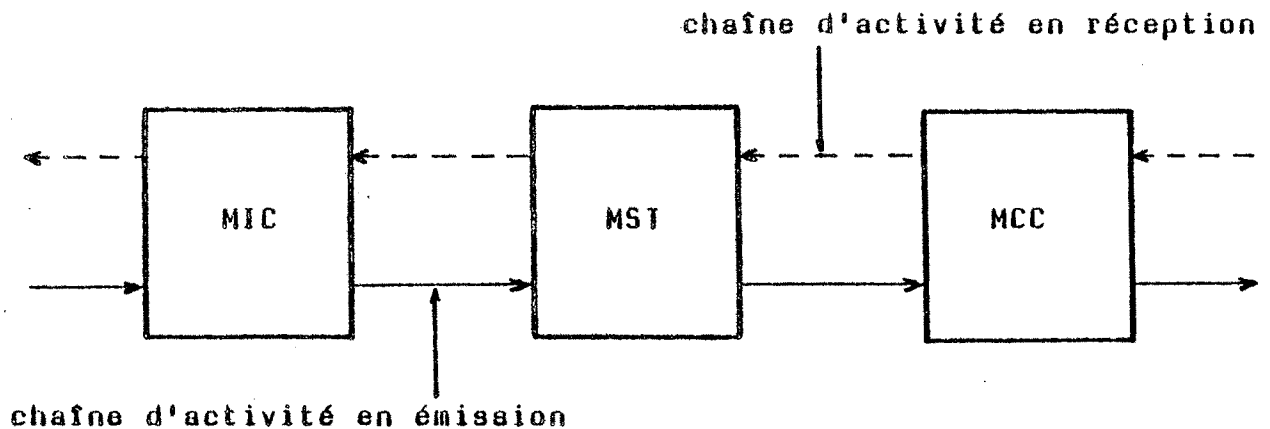 chaîne d'activité en réception
MIC
MST
MCC
chaîne d'activité en émission